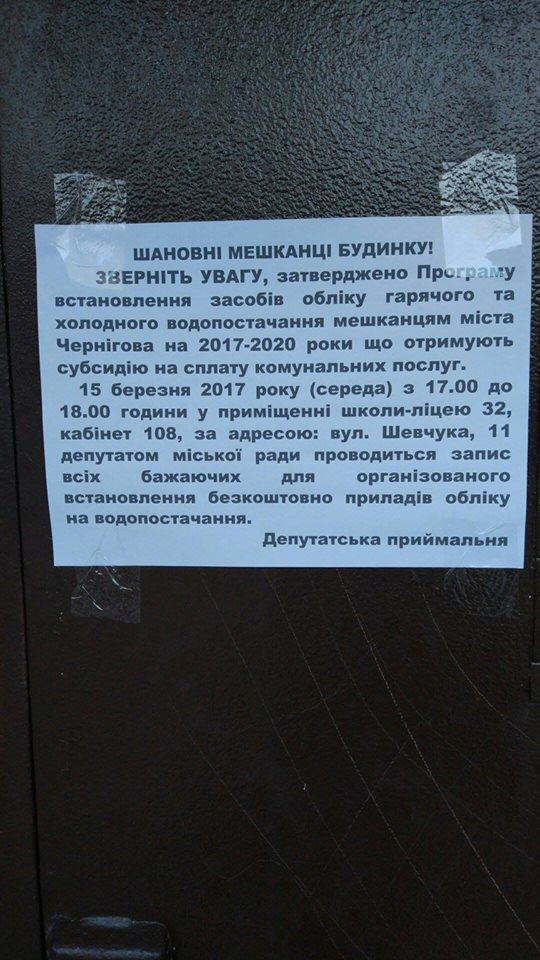 ШАНОВНІ МЕШКАНЦІ БУДИНКУ!
ЗВЕРНІТЬ УВАГУ, затверджено Програму
встановлення засобів обліку гарячого та
холодного водопостачання мешканцям міста
Чернігова на 2017-2020 роки що отримують
субсидію на сплату комунальних послуг.
15 березня 2017 року (середа) з 17.00 до
18.00 години у приміщенні школи-ліцею 32,
кабінет 108, за адресою: вул. Шевчука, 11
депутатом міської ради проводиться запис
всіх бажаючих для організованого
встановлення безкоштовно приладів обліку
на водопостачання.
Депутатська приймальня